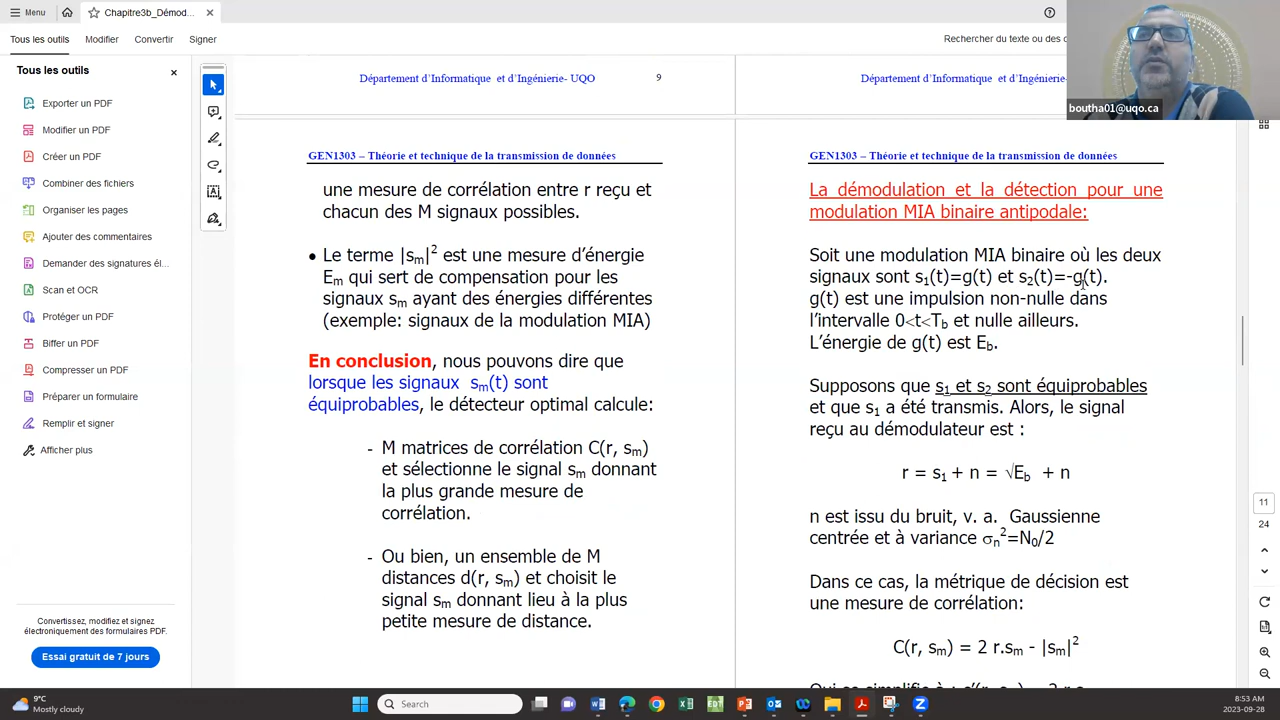 Menu
Chapitre3b_Démod...
Tous les outils
Modifier
Convertir
Signer
Rechercher du texte ou des
boutha01@uqo.ca
Tous les outils
Exporter un PDF
Modifier un PDF
Créer un PDF
Combiner des fichiers
Organiser les pages
Ajouter des commentaires
Demander des signatures él...
Scan et OCR
Protéger un PDF
Biffer un PDF
Compresser un PDF
Préparer un formulaire
Remplir et signer
Afficher plus
Convertissez, modifiez et signez
électroniquement des formulaires PDF.
Essai gratuit de 7 jours
Département d'Informatique et d'Ingénierie- UQO 9
GEN1303 – Théorie et technique de la transmission de données
une mesure de corrélation entre r reçu et
chacun des M signaux possibles.
• Le terme |sm|² est une mesure d'énergie
Em qui sert de compensation pour les
signaux sm ayant des énergies différentes
(exemple: signaux de la modulation MIA)
En conclusion, nous pouvons dire que
lorsque les signaux sm(t) sont
équiprobables, le détecteur optimal calcule:
- M matrices de corrélation C(r, sm)
et sélectionne le signal sm donnant
la plus grande mesure de
corrélation.
- Ou bien, un ensemble de M
distances d(r, sm) et choisit le
signal sm donnant lieu à la plus
petite mesure de distance.
Département d'Informatique et d'Ingénierie- UQO
GEN1303 – Théorie et technique de la transmission de données
La démodulation et la détection pour une
modulation MIA binaire antipodale:
Soit une modulation MIA binaire où les deux
signaux sont s1(t)=g(t) et s2(t)=-g(t).
g(t) est une impulsion non-nulle dans
l'intervalle 0<t<Tb et nulle ailleurs.
L'énergie de g(t) est Eb.
Supposons que s1 et s2 sont équiprobables
et que s1 a été transmis. Alors, le signal
reçu au démodulateur est :
r = s1 + n = √Eb + n
n est issu du bruit, v. a. Gaussienne
centrée et à variance σn²=N0/2
Dans ce cas, la métrique de décision est
une mesure de corrélation:
C(r, sm) = 2 r.sm - |sm|²
11
24
9°C
Mostly cloudy
Search
8:53 AM
2023-09-28